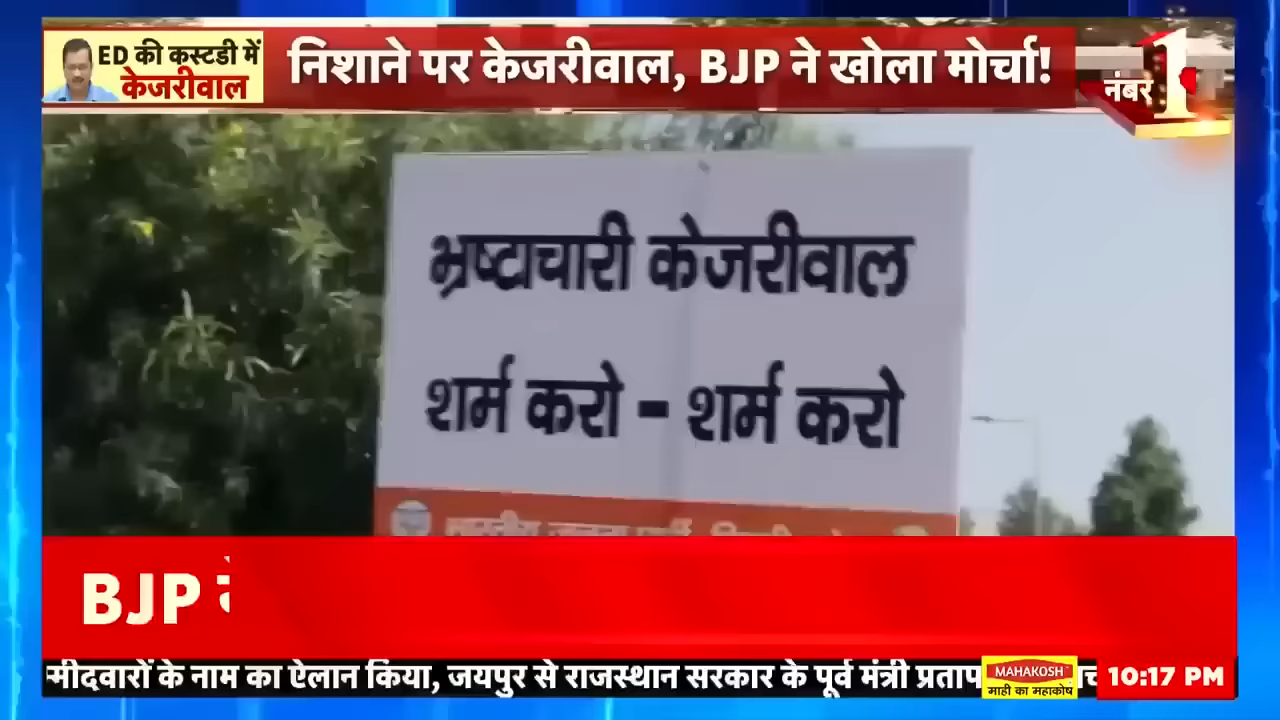 ED की कस्टडी में
केजरीवाल
निशाने पर केजरीवाल, BJP ने खोला मोर्चा!
नंबर 1
भ्रष्टाचारी केजरीवाल
शर्म करो - शर्म करो
BJP
मीदवारों के नाम का ऐलान किया, जयपुर से राजस्थान सरकार के पूर्व मंत्री प्रताप
MAHAKOSH
माही का महाकोष
10:17 PM